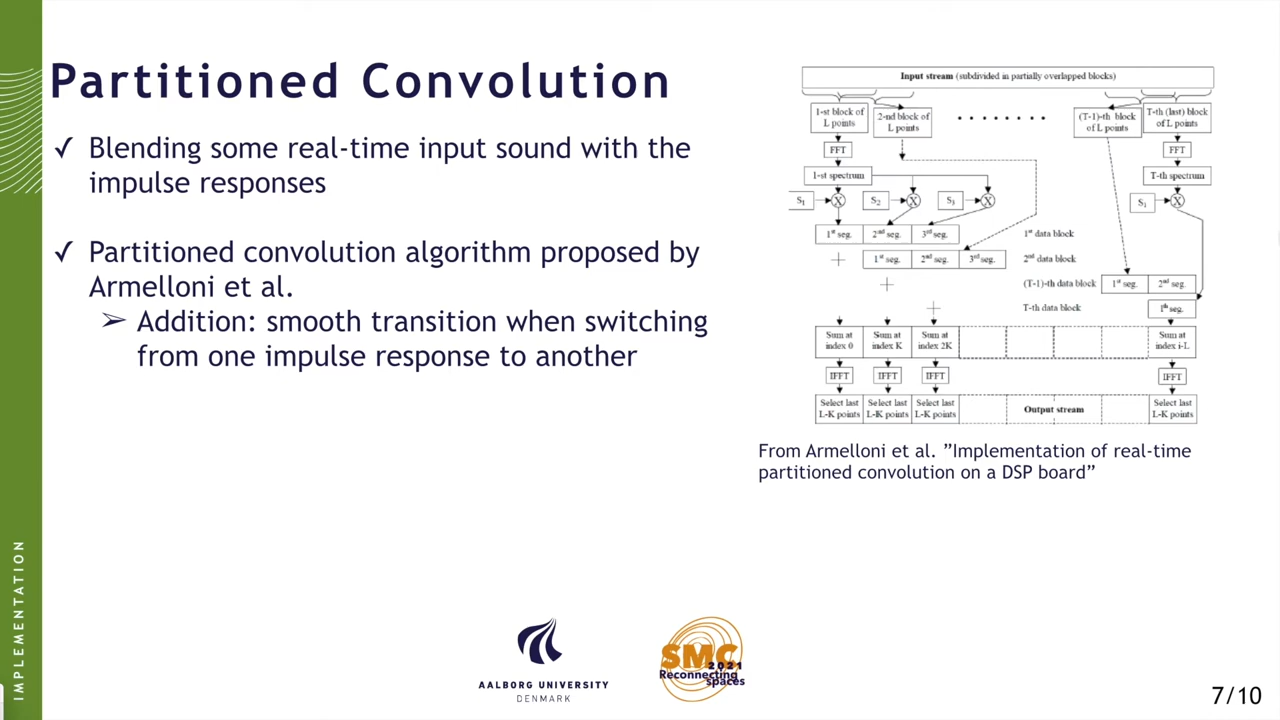 Partitioned Convolution
✓ Blending some real-time input sound with the
impulse responses
✓ Partitioned convolution algorithm proposed by
Armelloni et al.
➢ Addition: smooth transition when switching
from one impulse response to another
Input stream (subdivided in partially overlapped blocks)
1-st block of
L points
2-nd block of
L points
(T-1)-th block
of L points
T-th (last) block
of L points
FFT
FFT
1-st spectrum
T-th spectrum
S₁
X
S₂
X
S₃
X
S₁
X
1ˢᵗ seg.
2ⁿᵈ seg.
3ʳᵈ seg.
1ˢᵗ data block
+
1ˢᵗ seg.
2ⁿᵈ seg.
3ʳᵈ seg.
2ⁿᵈ data block
+
(T-1)-th data block
1ˢᵗ seg.
2ⁿᵈ seg.
+
T-th data block
1ᵗʰ seg.
Sum at
index 0
Sum at
index K
Sum at
index 2K
Sum at
index i-L
IFFT
IFFT
IFFT
IFFT
Select last
L-K points
Select last
L-K points
Select last
L-K points
Output stream
Select last
L-K points
From Armelloni et al. ”Implementation of real-time
partitioned convolution on a DSP board”
IMPLEMENTATION
AALBORG UNIVERSITY
DENMARK
SMC
2021
Reconnecting
spaces
7/10